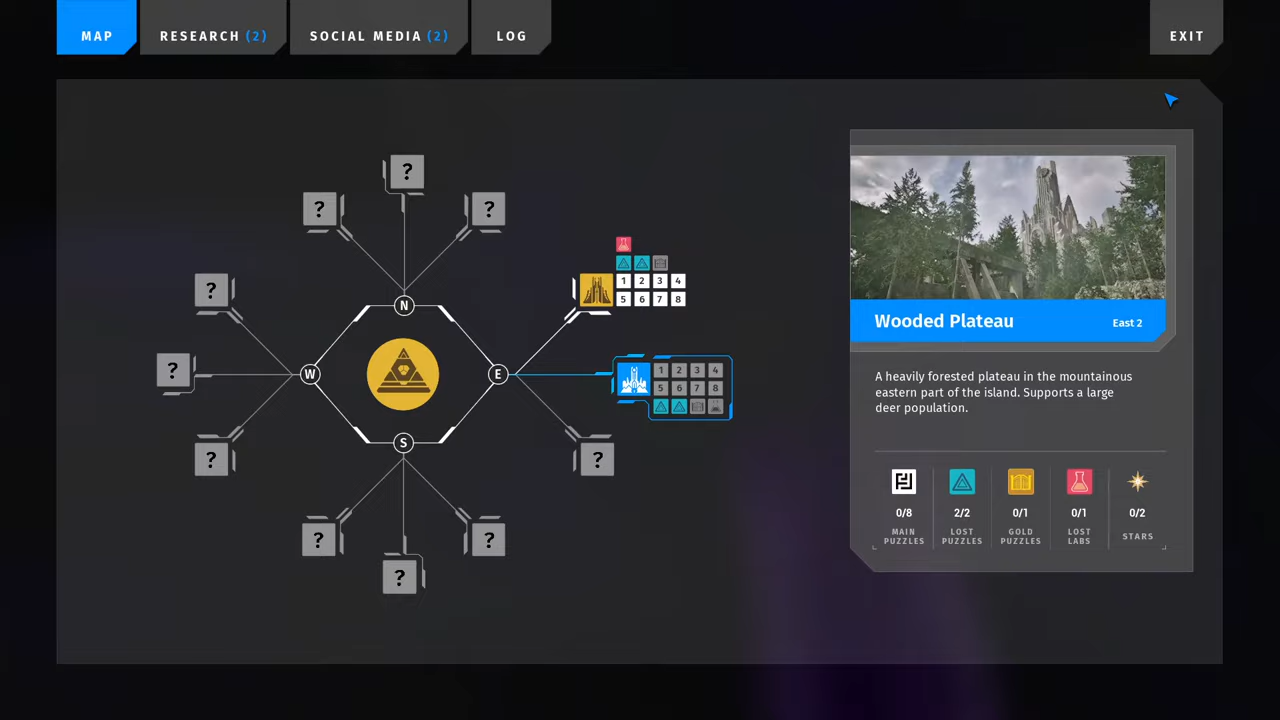 MAP
RESEARCH (2)
SOCIAL MEDIA (2)
LOG
EXIT
?
?
?
?
?
1 2 3 4
5 6 7 8
N
W
E
S
?
1 2 3 4
5 6 7 8
?
?
?
?
?
Wooded Plateau
East 2
A heavily forested plateau in the mountainous
eastern part of the island. Supports a large
deer population.
0/8
2/2
0/1
0/1
0/2
MAIN
PUZZLES
LOST
PUZZLES
GOLD
PUZZLES
LOST
LABS
STARS